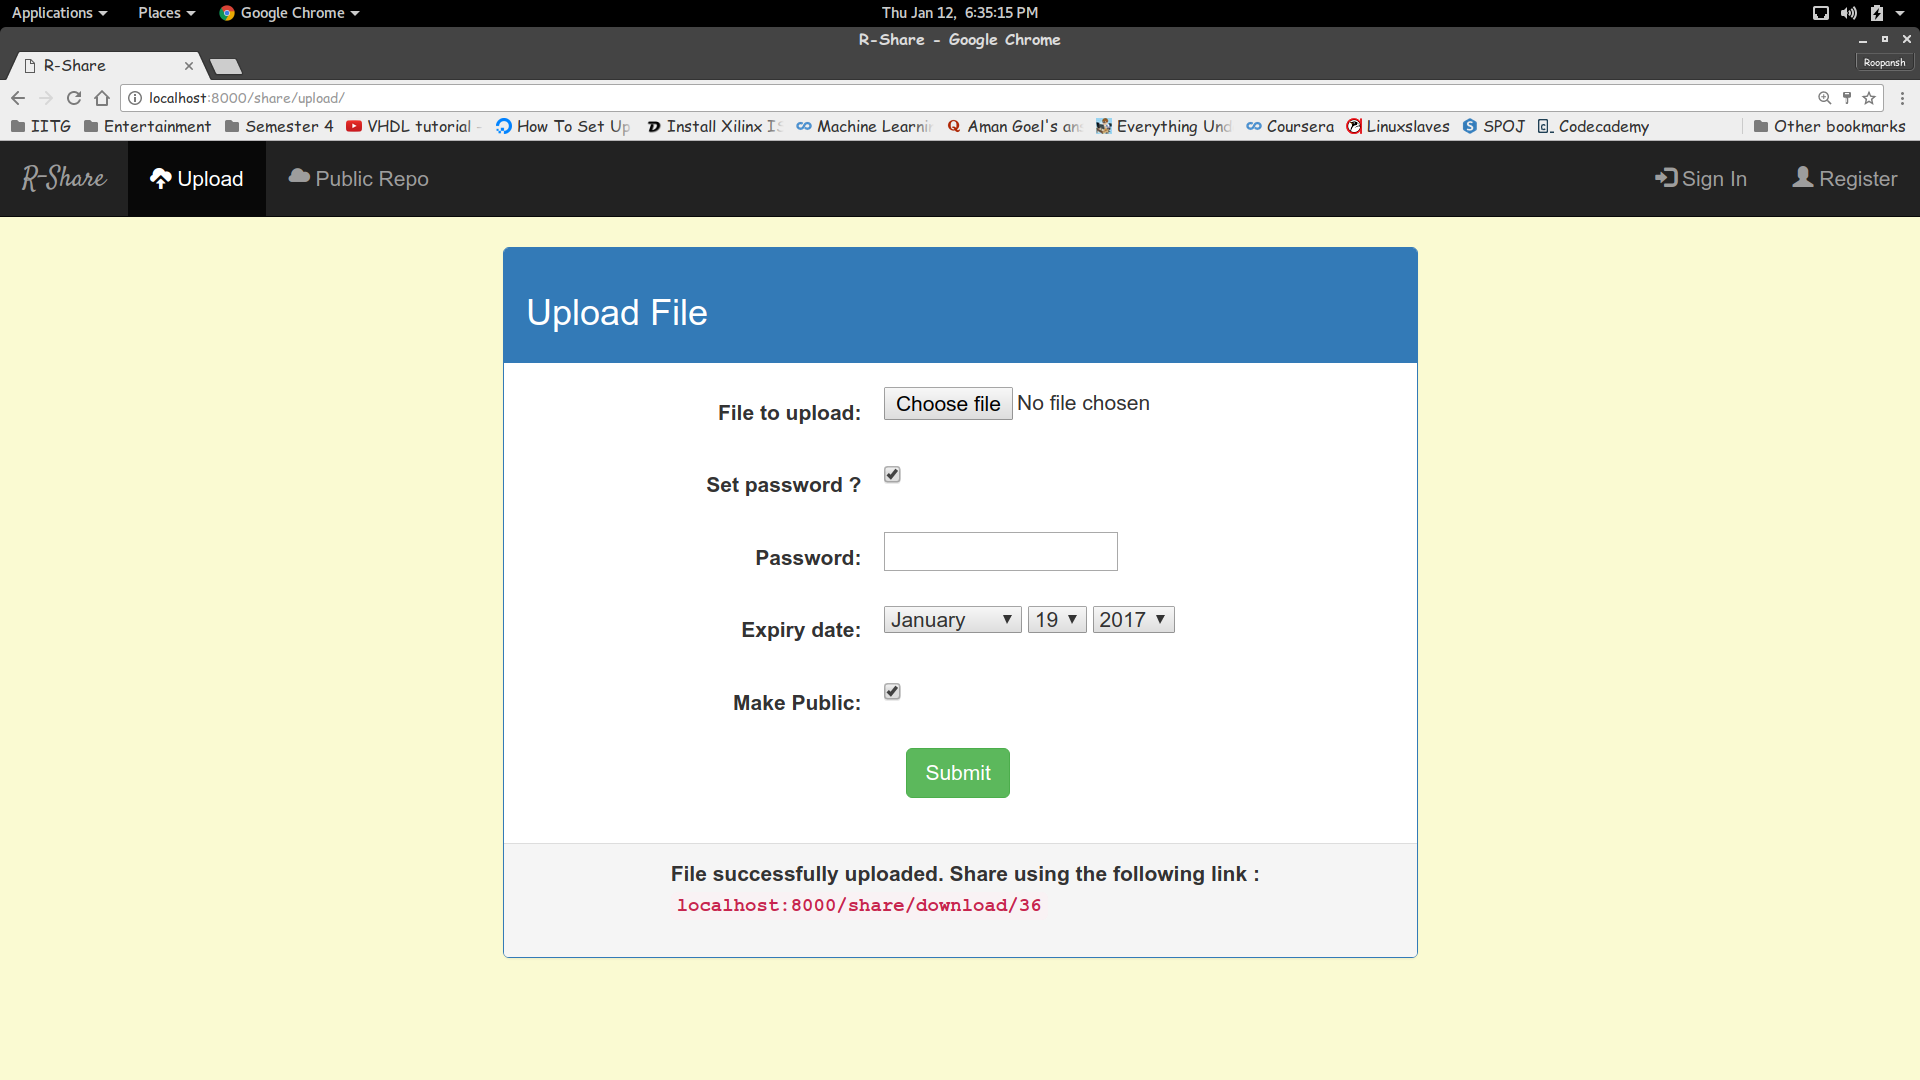 Applications Places Google Chrome Thu Jan 12, 6:35:15 PM
R-Share - Google Chrome
R-Share Roopansh
localhost:8000/share/upload/
IITG Entertainment Semester 4 VHDL tutorial - How To Set Up Install Xilinx IS Machine Learni Aman Goel's an Everything Und Coursera Linuxslaves SPOJ Codecademy Other bookmarks
R-Share Upload Public Repo Sign In Register
Upload File
File to upload: Choose file No file chosen
Set password ?
Password:
Expiry date: January 19 2017
Make Public:
Submit
File successfully uploaded. Share using the following link :
localhost:8000/share/download/36